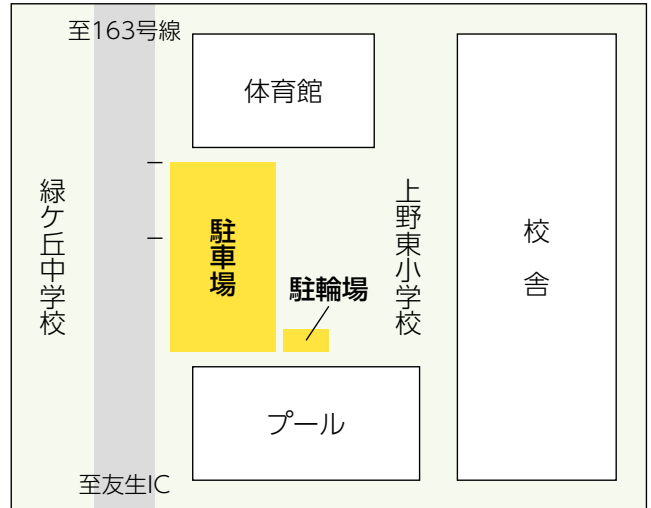 至163号線
体育館
緑ケ丘中学校
駐車場
駐輪場
上野東小学校
校舎
プール
至友生IC